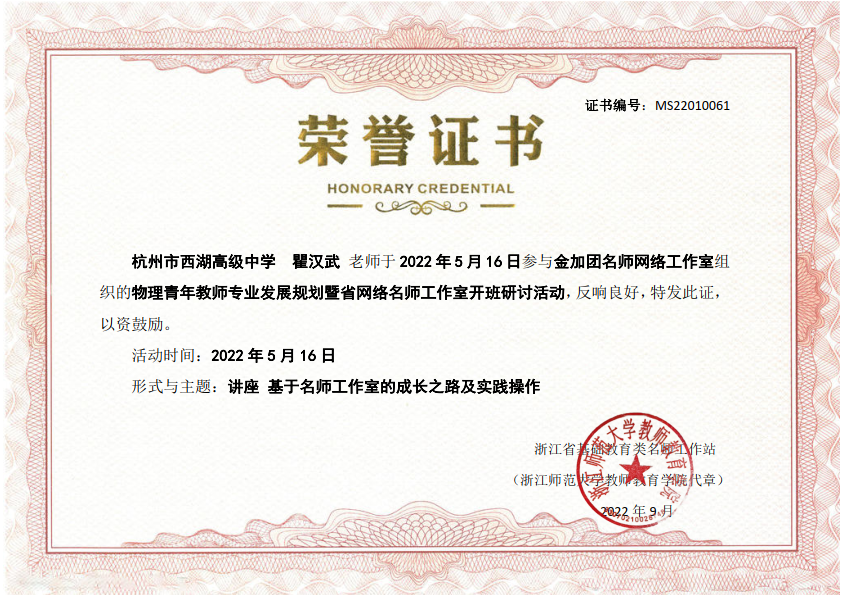 证书编号：MS22010061
荣誉证书
HONORARY CREDENTIAL
杭州市西湖高级中学 瞿汉武 老师于 2022 年 5 月 16 日参与金加团名师网络工作室组
织的物理青年教师专业发展规划暨省网络名师工作室开班研讨活动，反响良好，特发此证，
以资鼓励。
活动时间：2022 年 5 月 16 日
形式与主题：讲座 基于名师工作室的成长之路及实践操作
浙江省基础教育类名师工作站
（浙江师范大学教师教育学院代章）
2022 年 9 月
浙江师范大学教师教育学院